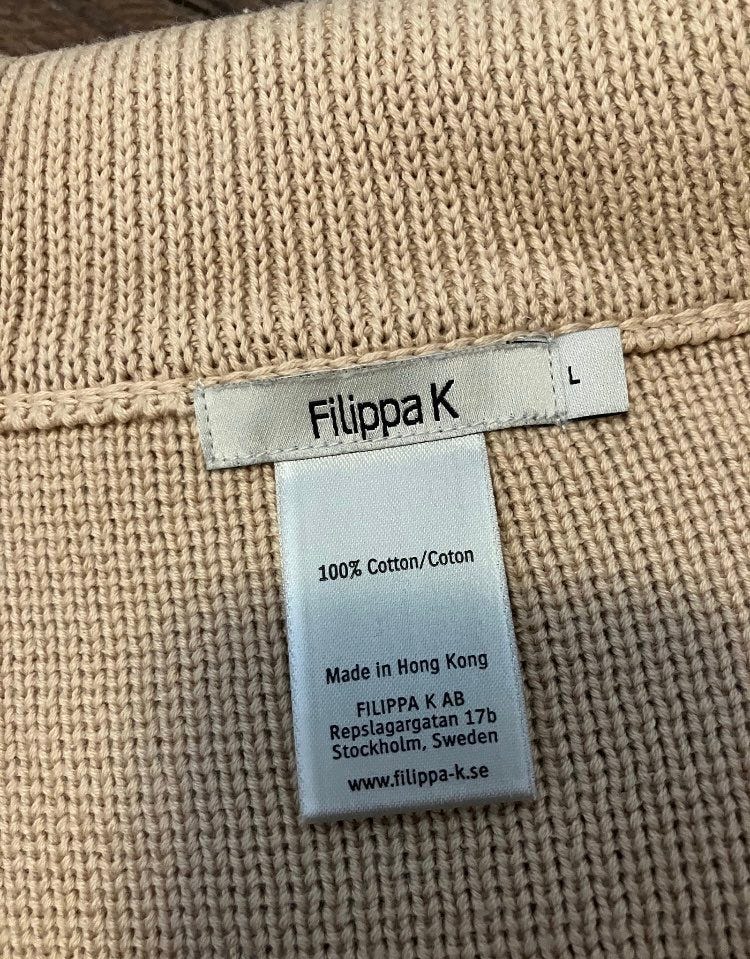 Filippa K
L
100% Cotton/Coton
Made in Hong Kong
FILIPPA K AB
Repslagargatan 17b
Stockholm, Sweden
www.filippa-k.se